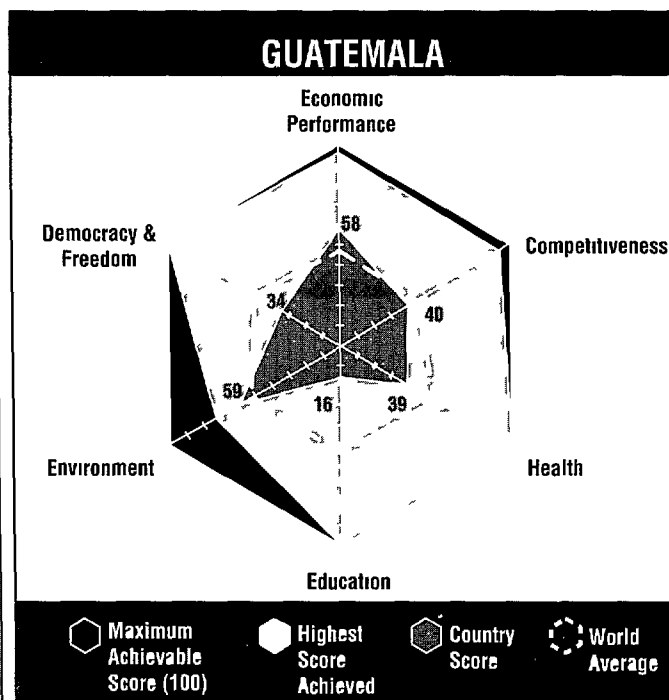 GUATEMALA
Economic
Performance
58
Democracy &
Freedom
Competitiveness
34
40
59
16
39
Environment
Health
Education
Maximum
Achievable
Score (100)
Highest
Score
Achieved
Country
Score
World
Average